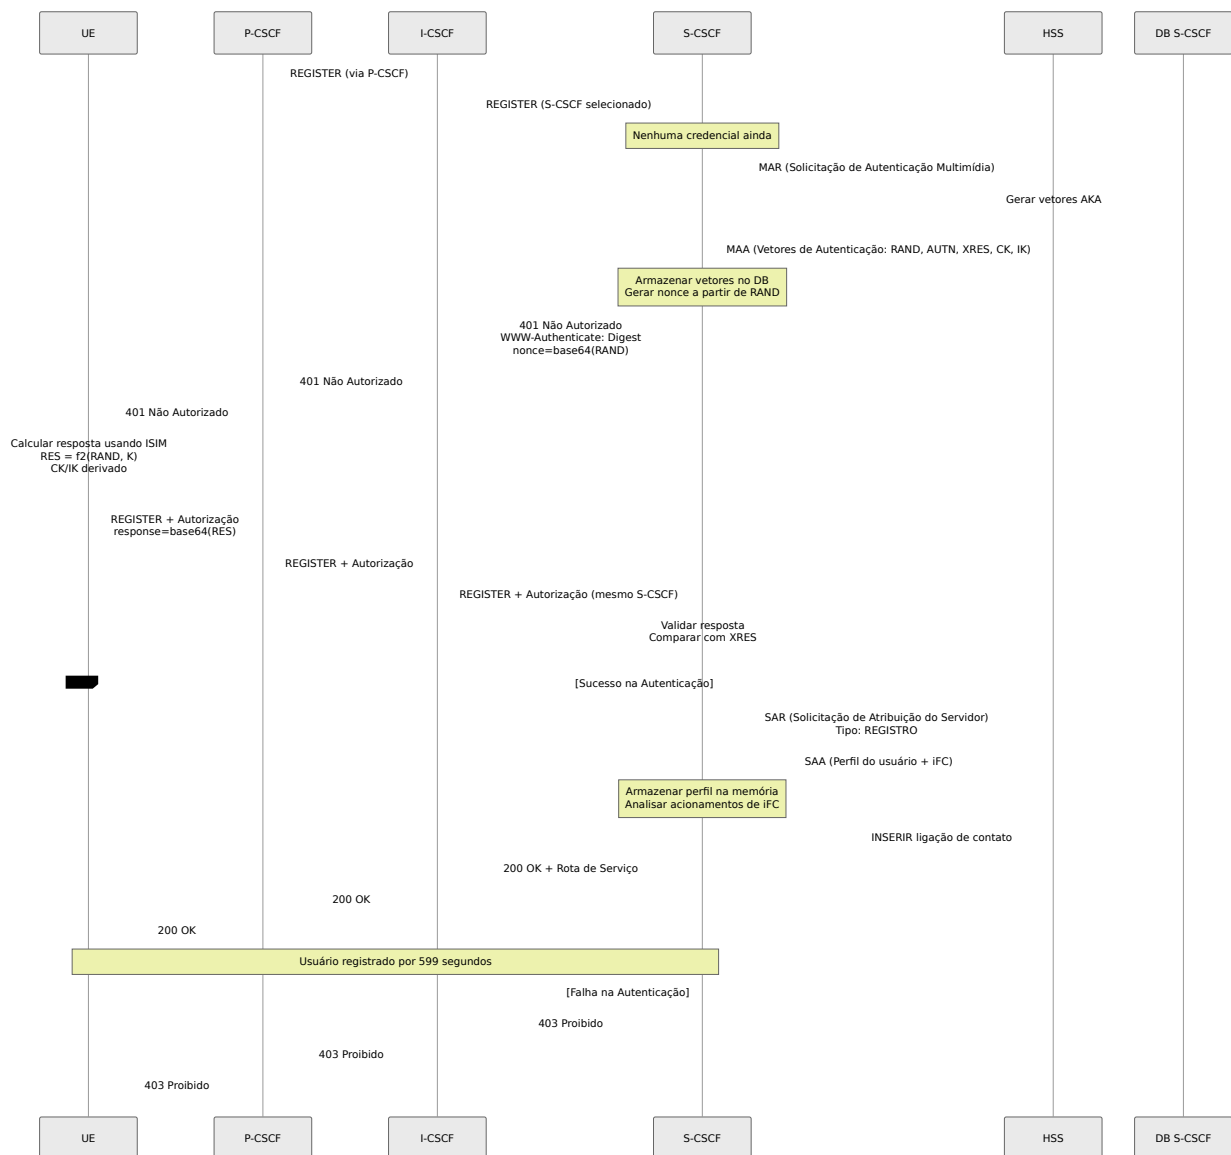 UE
P-CSCF
I-CSCF
S-CSCF
HSS
DB S-CSCF
REGISTER (via P-CSCF)
REGISTER (S-CSCF selecionado)
Nenhuma credencial ainda
MAR (Solicitação de Autenticação Multimídia)
Gerar vetores AKA
MAA (Vetores de Autenticação: RAND, AUTN, XRES, CK, IK)
Armazenar vetores no DB
Gerar nonce a partir de RAND
401 Não Autorizado
WWW-Authenticate: Digest
nonce=base64(RAND)
401 Não Autorizado
401 Não Autorizado
Calcular resposta usando ISIM
RES = f2(RAND, K)
CK/IK derivado
REGISTER + Autorização
response=base64(RES)
REGISTER + Autorização
REGISTER + Autorização (mesmo S-CSCF)
Validar resposta
Comparar com XRES
[Sucesso na Autenticação]
SAR (Solicitação de Atribuição do Servidor)
Tipo: REGISTRO
SAA (Perfil do usuário + iFC)
Armazenar perfil na memória
Analisar acionamentos de iFC
INSERIR ligação de contato
200 OK + Rota de Serviço
200 OK
200 OK
Usuário registrado por 599 segundos
[Falha na Autenticação]
403 Proibido
403 Proibido
403 Proibido
UE
P-CSCF
I-CSCF
S-CSCF
HSS
DB S-CSCF